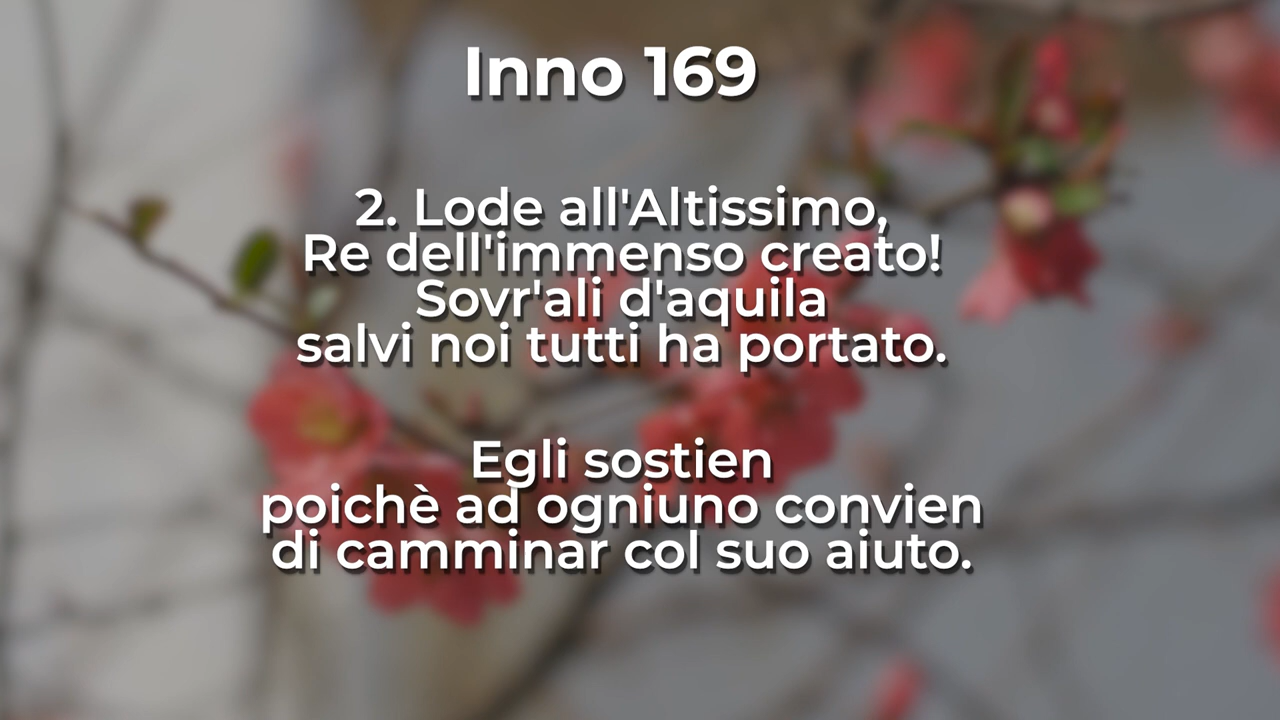 Inno 169
2. Lode all'Altissimo,
Re dell'immenso creato!
Sovr'ali d'aquila
salvi noi tutti ha portato.
Egli sostien
poichè ad ogniuno convien
di camminar col suo aiuto.